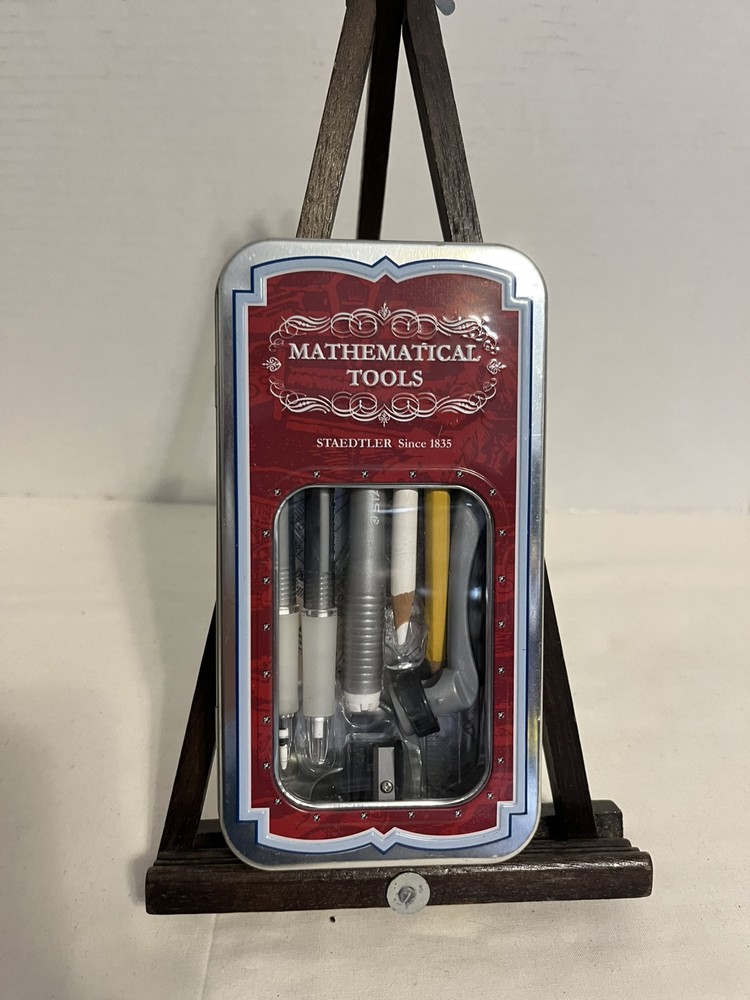 MATHEMATICAL
TOOLS
STAEDTLER Since 1835